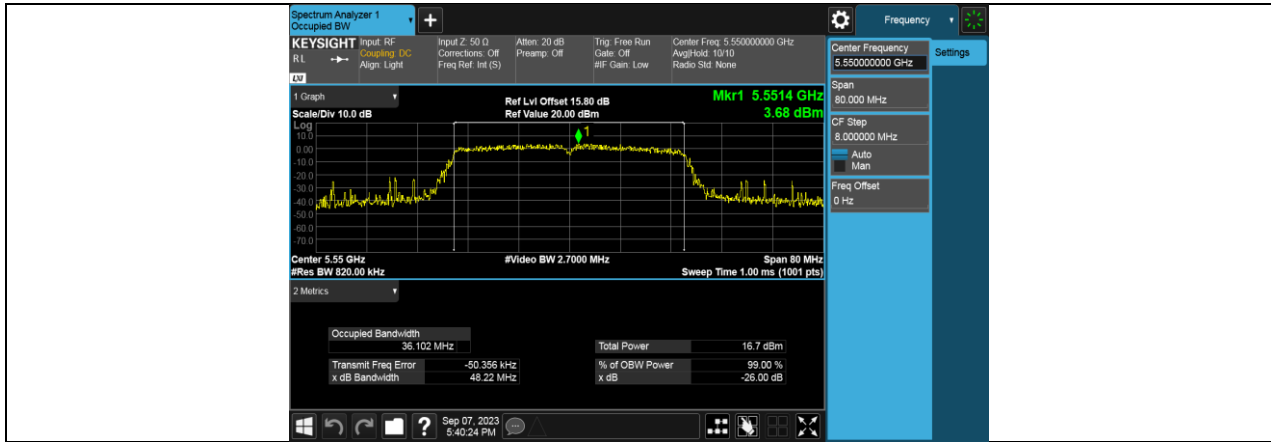 Spectrum Analyzer 1
Occupied BW
+
Frequency
KEYSIGHT
R L
LXI
Input: RF
Coupling: DC
Align: Light
Input Z: 50 Ω
Corrections: Off
Freq Ref: Int (S)
Atten: 20 dB
Preamp: Off
Trig: Free Run
Gate: Off
#IF Gain: Low
Center Freq: 5.550000000 GHz
Avg|Hold: 10/10
Radio Std: None
Center Frequency
5.550000000 GHz
Settings
Span
80.000 MHz
CF Step
8.000000 MHz
Auto
Man
Freq Offset
0 Hz
1 Graph
Scale/Div 10.0 dB
Ref Lvl Offset 15.80 dB
Ref Value 20.00 dBm
Mkr1 5.5514 GHz
3.68 dBm
Log
10.0
0.00
-10.0
-20.0
-30.0
-40.0
-50.0
-60.0
-70.0
1
Center 5.55 GHz
#Video BW 2.7000 MHz
Span 80 MHz
#Res BW 820.00 kHz
Sweep Time 1.00 ms (1001 pts)
2 Metrics
Occupied Bandwidth
36.102 MHz
Total Power 16.7 dBm
Transmit Freq Error -50.356 kHz
% of OBW Power 99.00 %
x dB Bandwidth 48.22 MHz
x dB -26.00 dB
?
Sep 07, 2023
5:40:24 PM